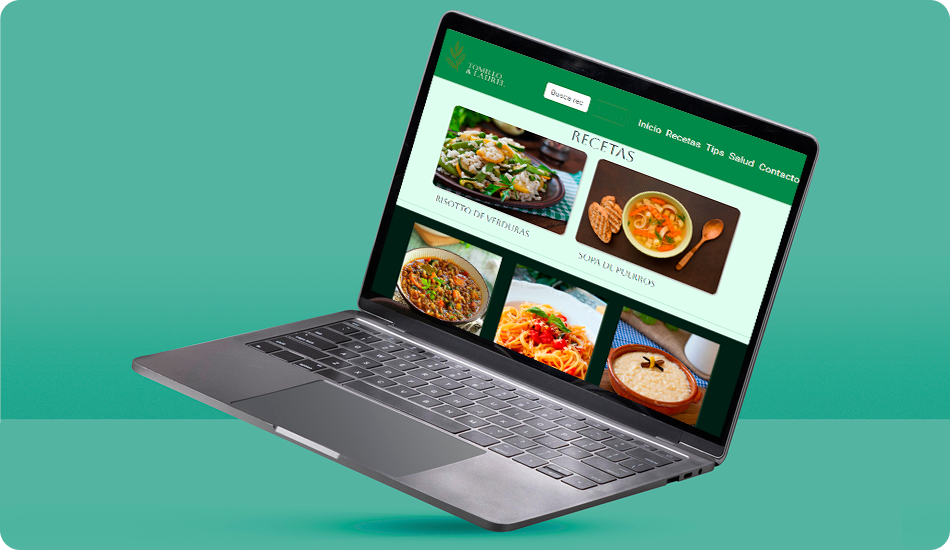 TOMILLO
& LAUREL
Busca rec
Inicio Recetas Tips Salud Contacto
RECETAS
RISOTTO DE VERDURAS
SOPA DE PUERROS